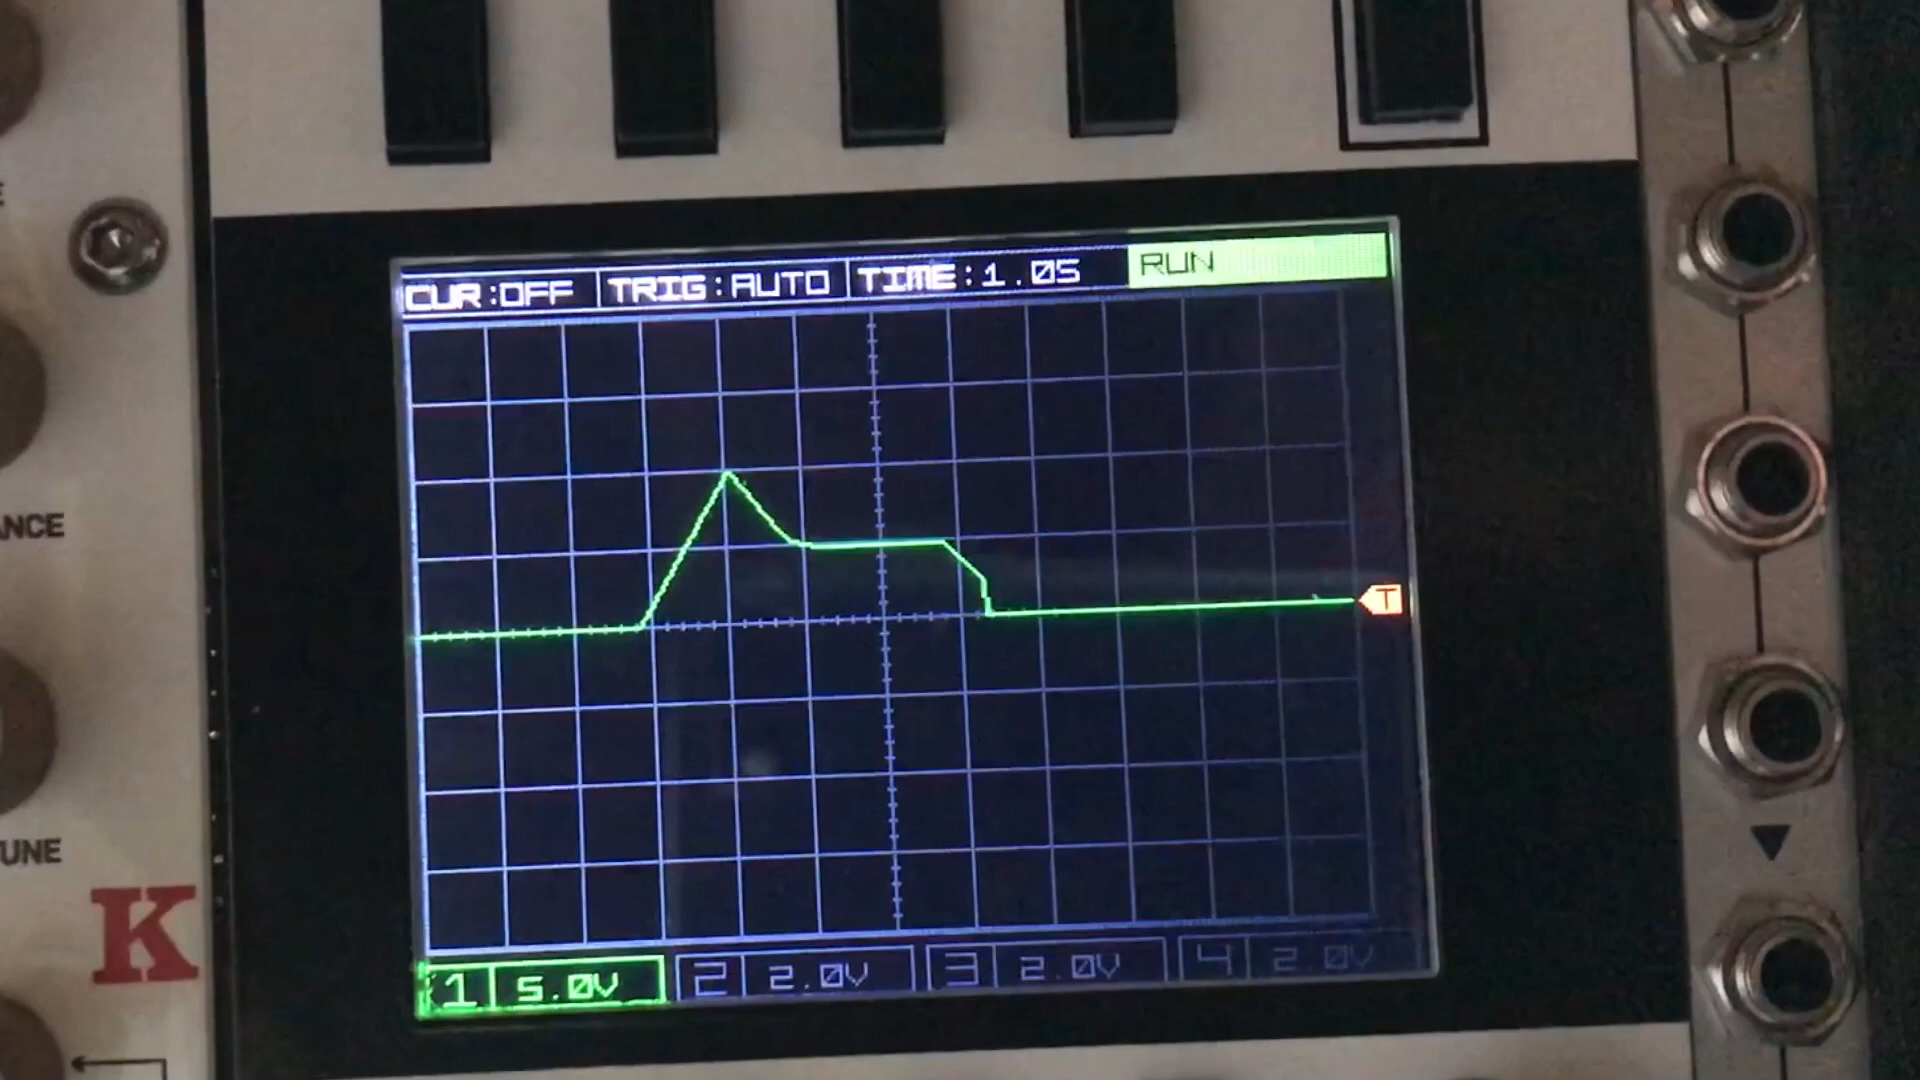 CUR:OFF TRIG:AUTO TIME:1.0S RUN
T
ANCE
UNE
K
1 5.0V 2 2.0V 3 2.0V 4 2.0V